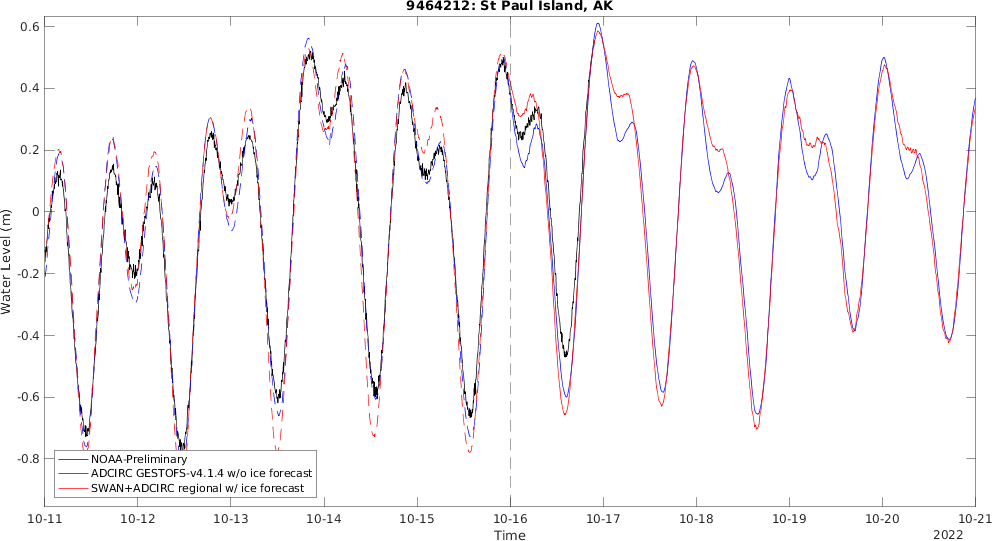 9464212: St Paul Island, AK
0.6
0.4
0.2
0
-0.2
-0.4
-0.6
-0.8
Water Level (m)
NOAA-Preliminary
ADCIRC GESTOFS-v4.1.4 w/o ice forecast
SWAN+ADCIRC regional w/ ice forecast
10-11 10-12 10-13 10-14 10-15 10-16 10-17 10-18 10-19 10-20 10-21
Time
2022